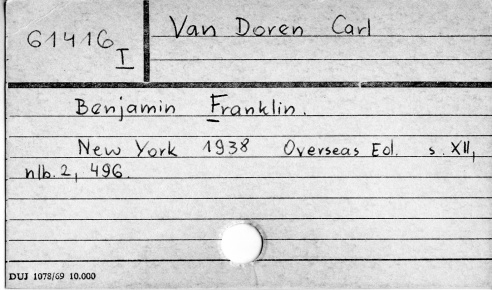 61416 I
Van Doren Carl
Benjamin Franklin.
New York 1938 Overseas Ed. s. XII,
nlb. 2, 496.
DUJ 1078/69 10.000